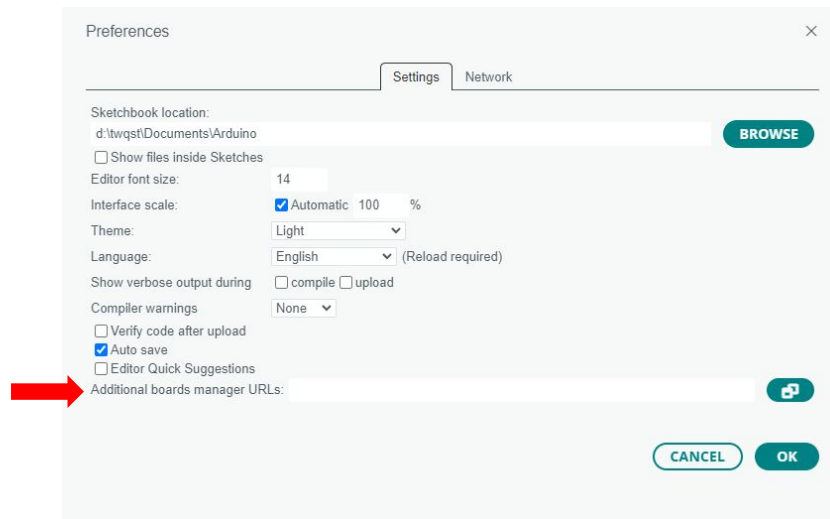 Preferences
Settings Network
Sketchbook location:
d:\twqst\Documents\Arduino BROWSE
Show files inside Sketches
Editor font size: 14
Interface scale: Automatic 100 %
Theme: Light
Language: English (Reload required)
Show verbose output during compile upload
Compiler warnings None
Verify code after upload
Auto save
Editor Quick Suggestions
Additional boards manager URLs:
CANCEL OK